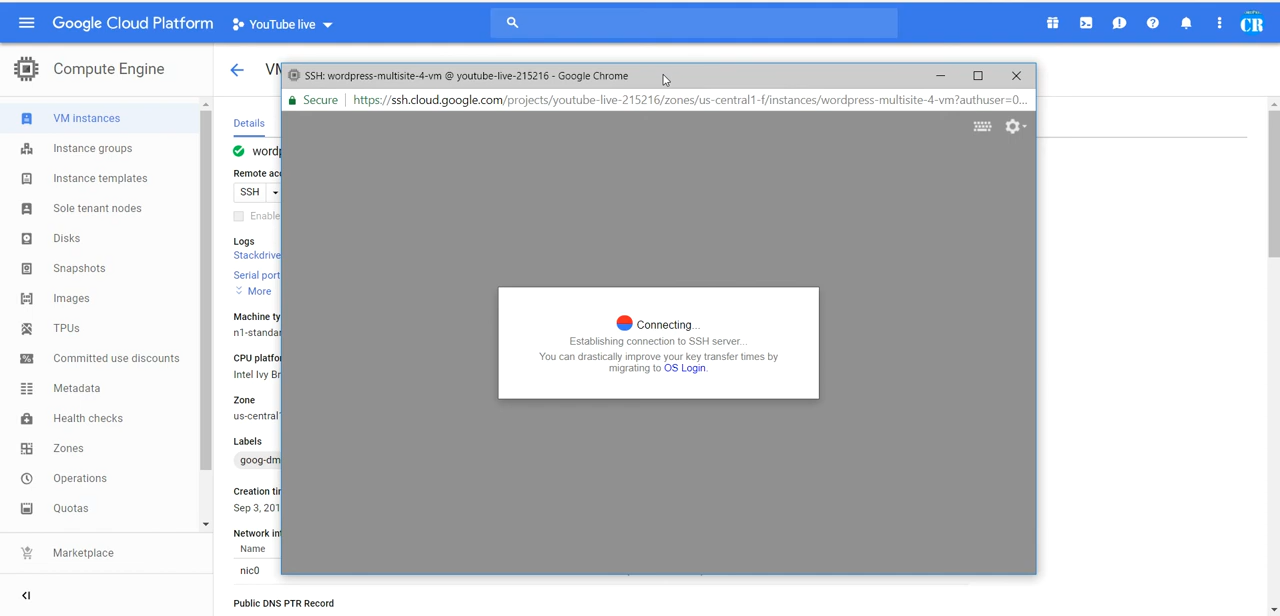 Google Cloud Platform
YouTube live
CR
Compute Engine
VM
VM instances
Instance groups
Instance templates
Sole tenant nodes
Disks
Snapshots
Images
TPUs
Committed use discounts
Metadata
Health checks
Zones
Operations
Quotas
Marketplace
Details
wordp
Remote acc
SSH
Enable
Logs
Stackdrive
Serial port
More
Machine ty
n1-standar
CPU platfo
Intel Ivy Br
Zone
us-central1
Labels
goog-dm
Creation tim
Sep 3, 201
Network int
Name
nic0
Public DNS PTR Record
SSH: wordpress-multisite-4-vm @ youtube-live-215216 - Google Chrome
Secure
https://ssh.cloud.google.com/projects/youtube-live-215216/zones/us-central1-f/instances/wordpress-multisite-4-vm?authuser=0...
Connecting...
Establishing connection to SSH server...
You can drastically improve your key transfer times by
migrating to OS Login.